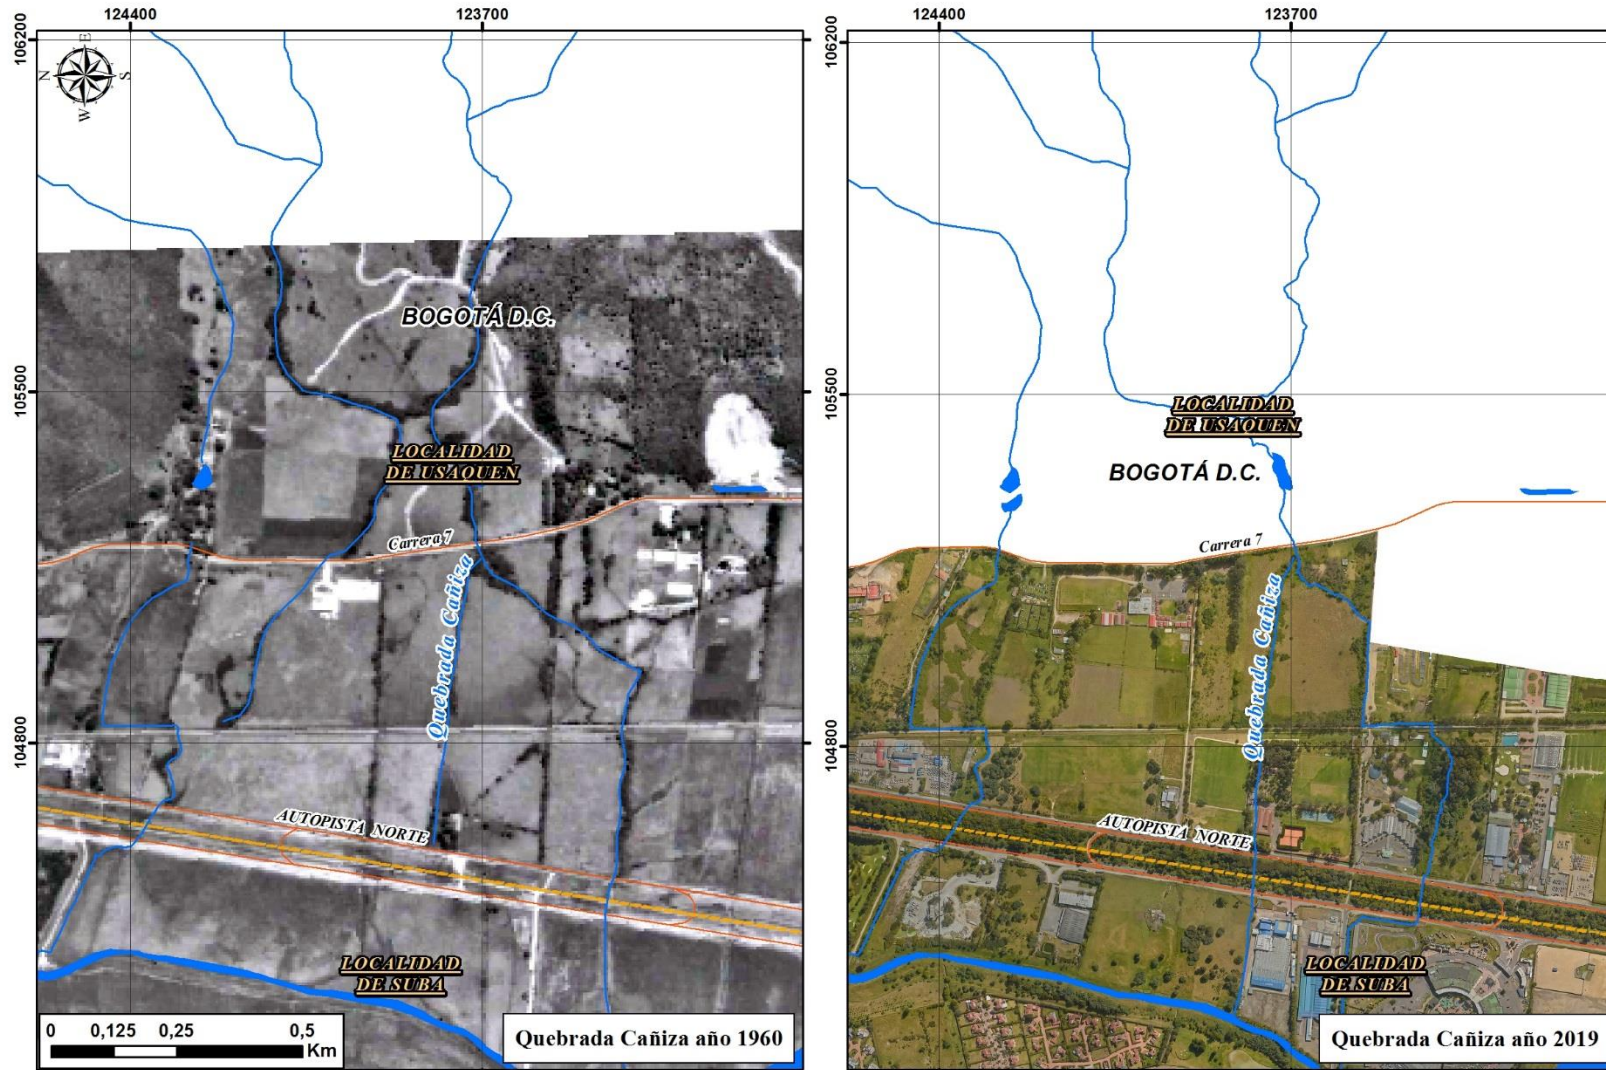 124400
123700
106200
E
N
S
W
BOGOTÁ D.C.
105500
LOCALIDAD
DE USAQUEN
Carrera 7
Quebrada Cañiza
104800
AUTOPISTA NORTE
LOCALIDAD
DE SUBA
0 0,125 0,25 0,5
Km
Quebrada Cañiza año 1960
124400
123700
106200
105500
LOCALIDAD
DE USAQUEN
BOGOTÁ D.C.
Carrera 7
Quebrada Cañiza
104800
AUTOPISTA NORTE
LOCALIDAD
DE SUBA
Quebrada Cañiza año 2019